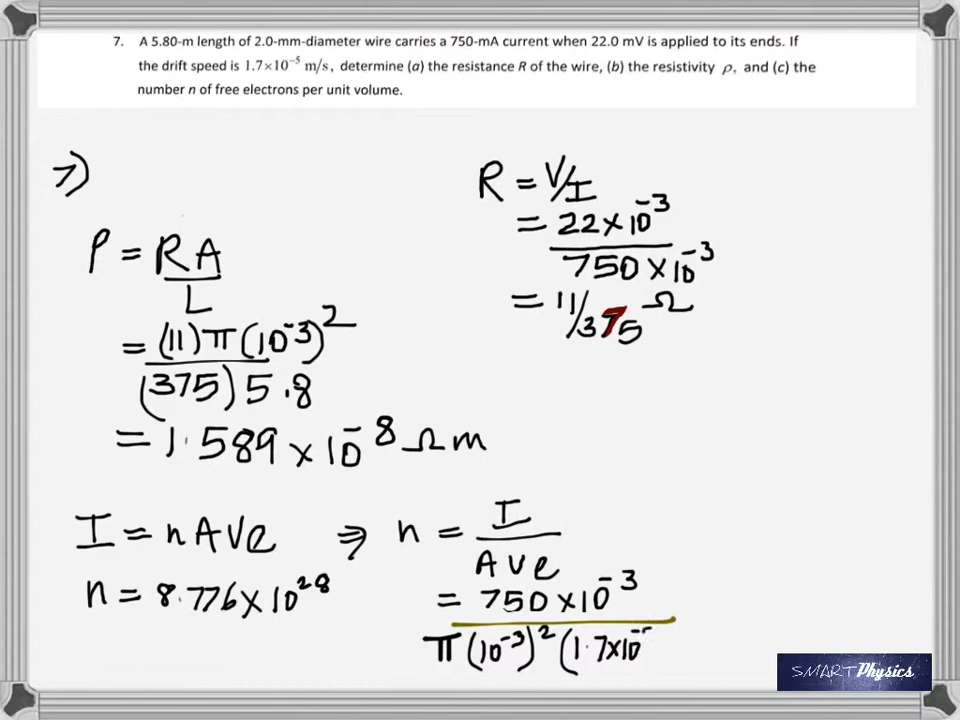 7. A 5.80-m length of 2.0-mm-diameter wire carries a 750-mA current when 22.0 mV is applied to its ends. If
the drift speed is 1.7×10⁻⁵ m/s, determine (a) the resistance R of the wire, (b) the resistivity ρ, and (c) the
number n of free electrons per unit volume.
7)
R = V/I
= 22×10⁻³
750×10⁻³
= 11/375 Ω
ρ = RA
L
= (11)π(10⁻³)²
(375)5.8
= 1.589×10⁻⁸ Ωm
I = nAVe ⇒ n = I
AVe
n = 8.776×10²⁸
= 750×10⁻³
π(10⁻³)²(1.7×10⁻
SMARTPhysics